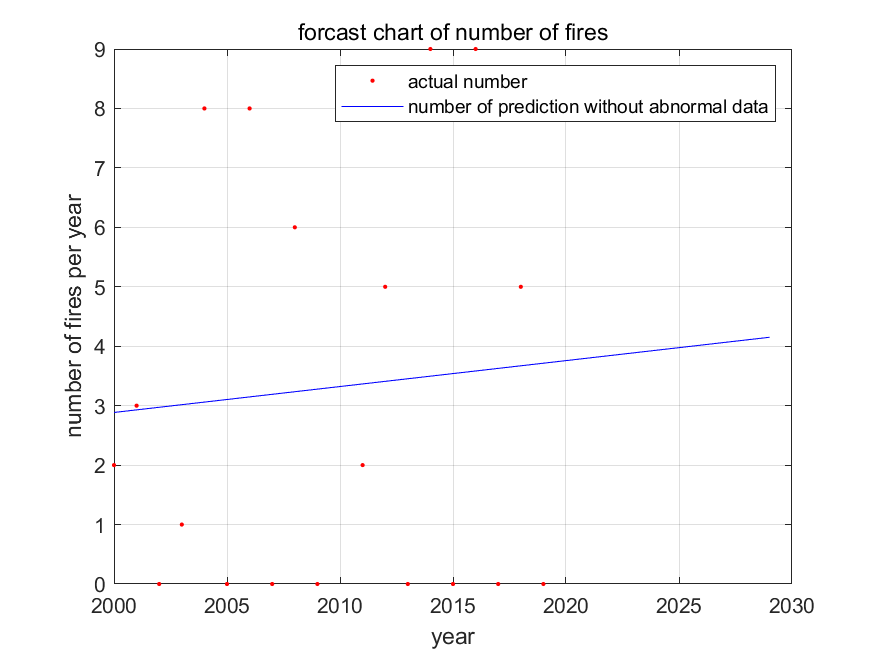 forcast chart of number of fires
actual number
number of prediction without abnormal data
number of fires per year
9
8
7
6
5
4
3
2
1
0
2000 2005 2010 2015 2020 2025 2030
year